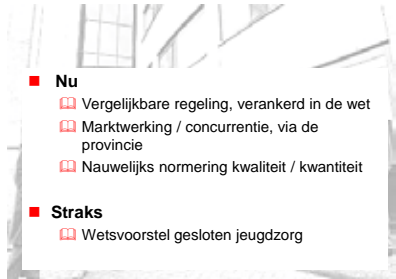 Nu
Vergelijkbare regeling, verankerd in de wet
Marktwerking / concurrentie, via de
provincie
Nauwelijks normering kwaliteit / kwantiteit
Straks
Wetsvoorstel gesloten jeugdzorg